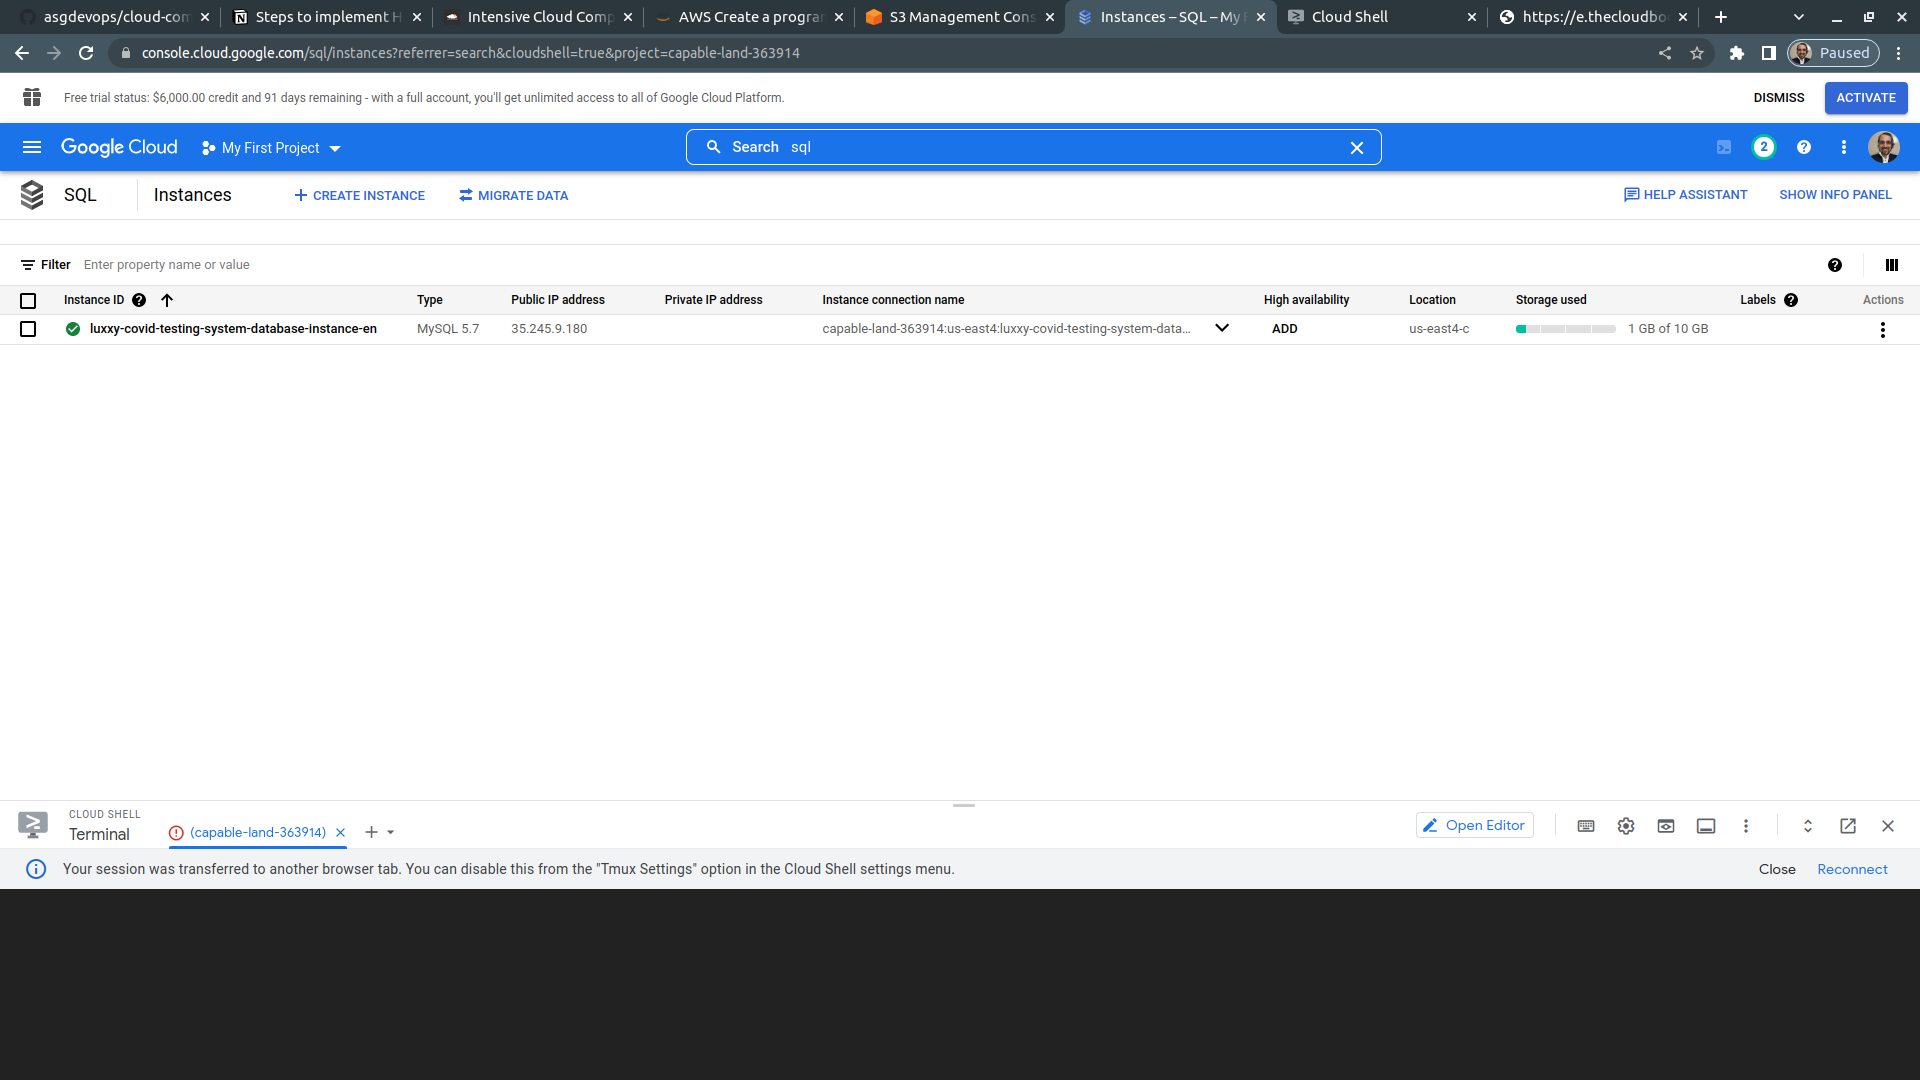 asgdevops/cloud-com
Steps to implement H
Intensive Cloud Comp
AWS Create a program
S3 Management Cons
Instances – SQL – My F
Cloud Shell
https://e.thecloudbo
console.cloud.google.com/sql/instances?referrer=search&cloudshell=true&project=capable-land-363914
Paused
Free trial status: $6,000.00 credit and 91 days remaining - with a full account, you'll get unlimited access to all of Google Cloud Platform.
DISMISS
ACTIVATE
Google Cloud
My First Project
Search sql
2
SQL
Instances
CREATE INSTANCE
MIGRATE DATA
HELP ASSISTANT
SHOW INFO PANEL
Filter Enter property name or value
Instance ID Type Public IP address Private IP address Instance connection name High availability Location Storage used Labels Actions
luxxy-covid-testing-system-database-instance-en MySQL 5.7 35.245.9.180 capable-land-363914:us-east4:luxxy-covid-testing-system-data... ADD us-east4-c 1 GB of 10 GB
CLOUD SHELL
Terminal
(capable-land-363914)
Open Editor
Your session was transferred to another browser tab. You can disable this from the "Tmux Settings" option in the Cloud Shell settings menu.
Close
Reconnect